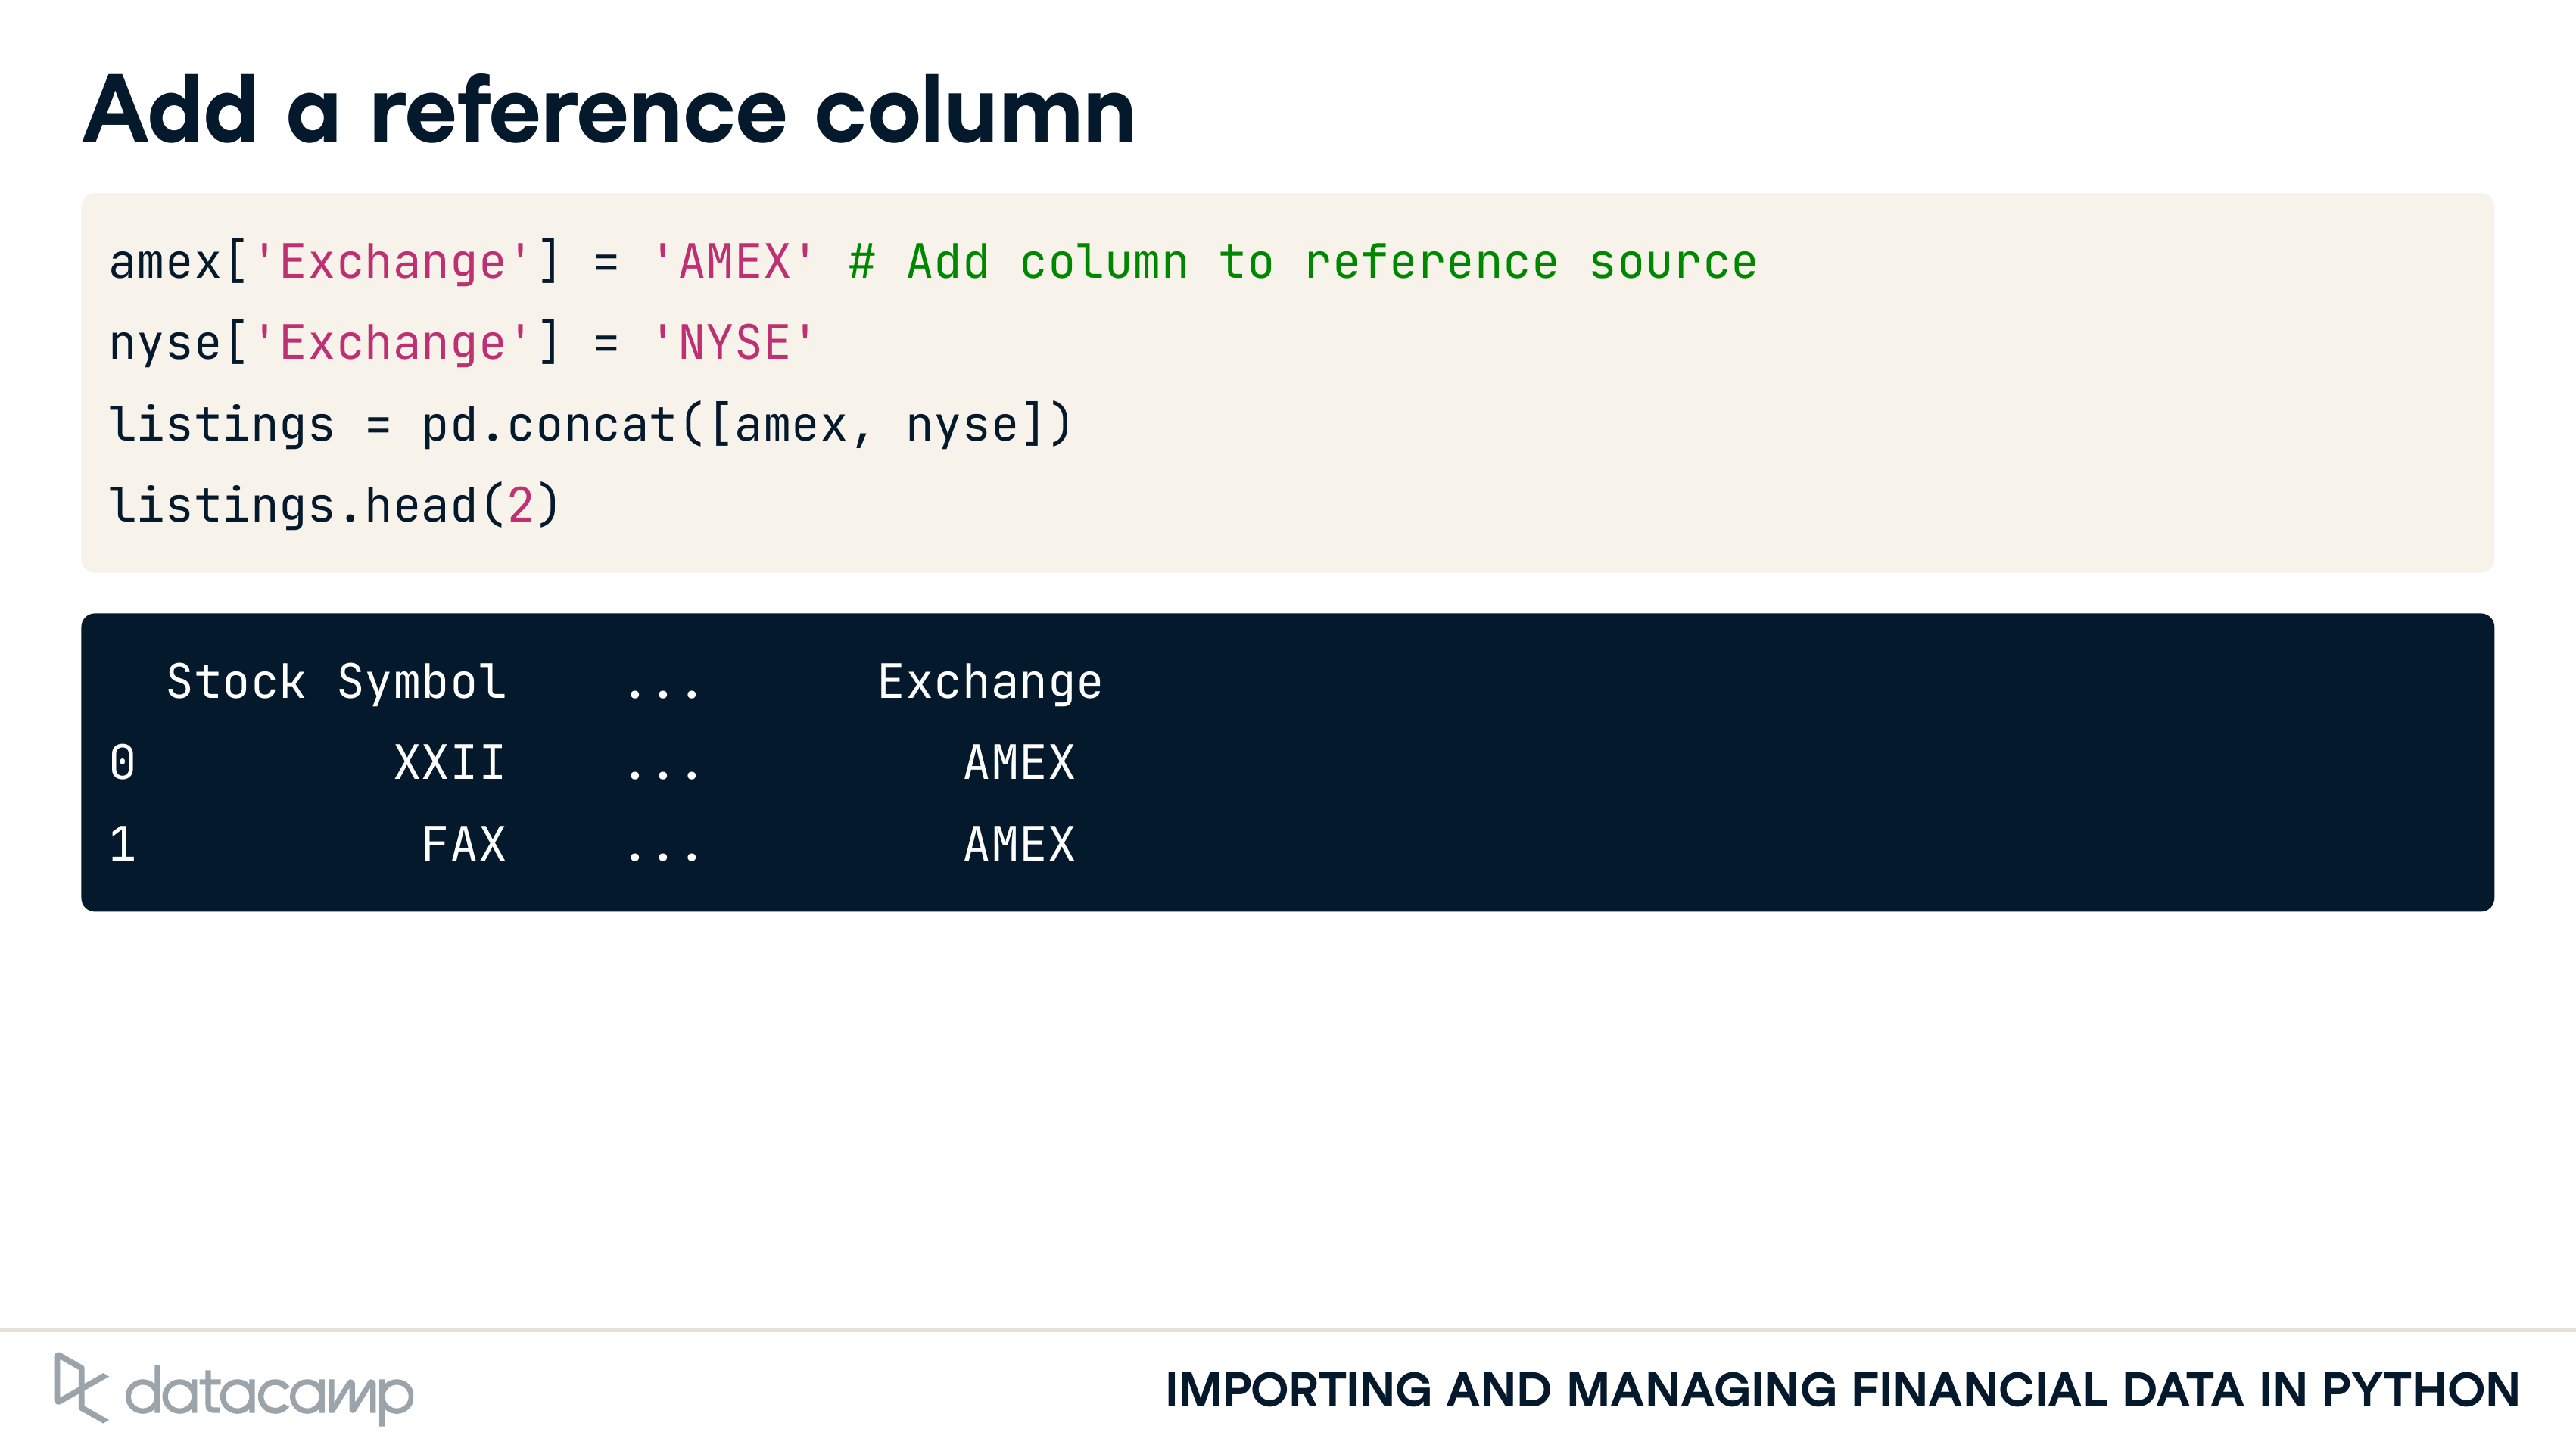 Add a reference column
amex['Exchange'] = 'AMEX' # Add column to reference source
nyse['Exchange'] = 'NYSE'
listings = pd.concat([amex, nyse])
listings.head(2)
Stock Symbol ... Exchange
0 XXII ... AMEX
1 FAX ... AMEX
datacamp
IMPORTING AND MANAGING FINANCIAL DATA IN PYTHON